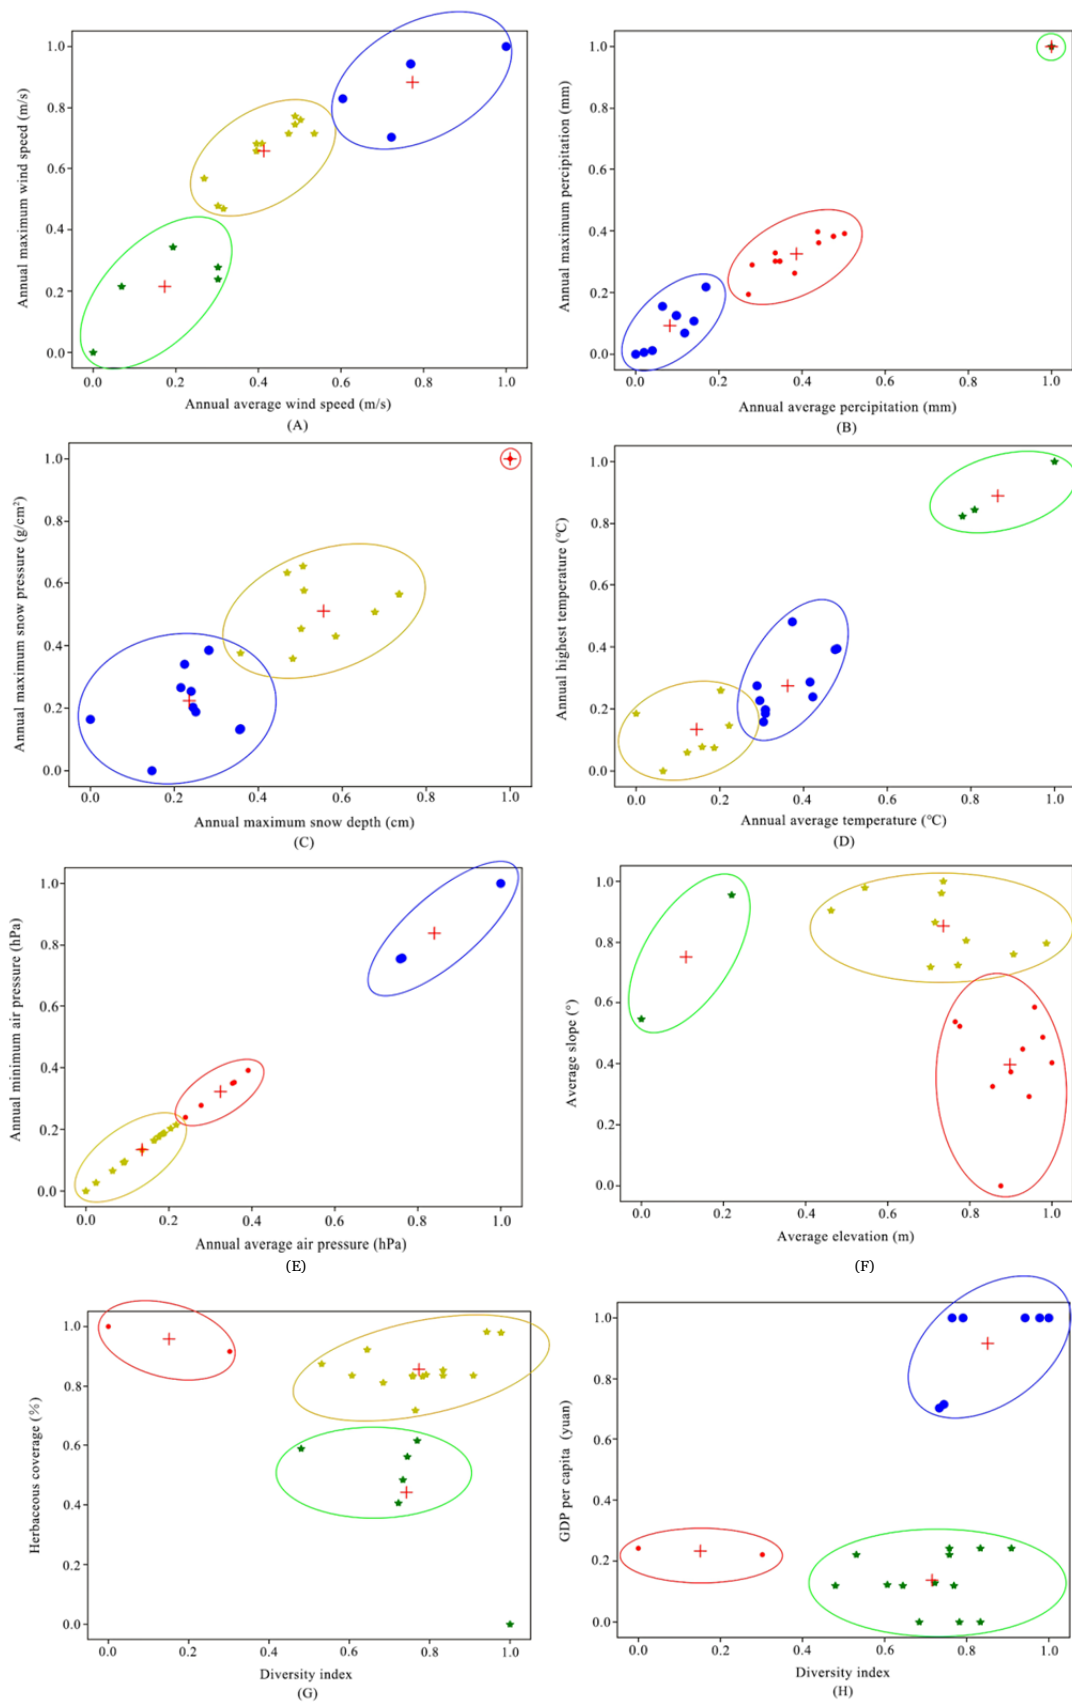 1.0
0.8
0.6
0.4
0.2
0.0
Annual maximum wind speed (m/s)
0.0 0.2 0.4 0.6 0.8 1.0
Annual average wind speed (m/s)
(A)
1.0
0.8
0.6
0.4
0.2
0.0
Annual maximum percipitation (mm)
0.0 0.2 0.4 0.6 0.8 1.0
Annual average percipitation (mm)
(B)
1.0
0.8
0.6
0.4
0.2
0.0
Annual maximum snow pressure (g/cm²)
0.0 0.2 0.4 0.6 0.8 1.0
Annual maximum snow depth (cm)
(C)
1.0
0.8
0.6
0.4
0.2
0.0
Annual highest temperature (℃)
0.0 0.2 0.4 0.6 0.8 1.0
Annual average temperature (℃)
(D)
1.0
0.8
0.6
0.4
0.2
0.0
Annual minimum air pressure (hPa)
0.0 0.2 0.4 0.6 0.8 1.0
Annual average air pressure (hPa)
(E)
1.0
0.8
0.6
0.4
0.2
0.0
Average slope (°)
0.0 0.2 0.4 0.6 0.8 1.0
Average elevation (m)
(F)
1.0
0.8
0.6
0.4
0.2
0.0
Herbaceous coverage (%)
0.0 0.2 0.4 0.6 0.8 1.0
Diversity index
(G)
1.0
0.8
0.6
0.4
0.2
0.0
GDP per capita (yuan)
0.0 0.2 0.4 0.6 0.8 1.0
Diversity index
(H)